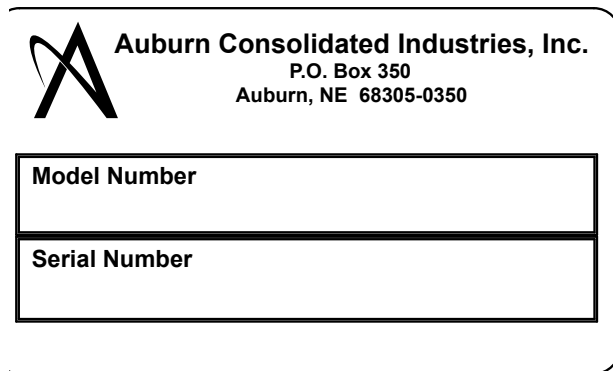 Auburn Consolidated Industries, Inc.
P.O. Box 350
Auburn, NE 68305-0350
Model Number
Serial Number